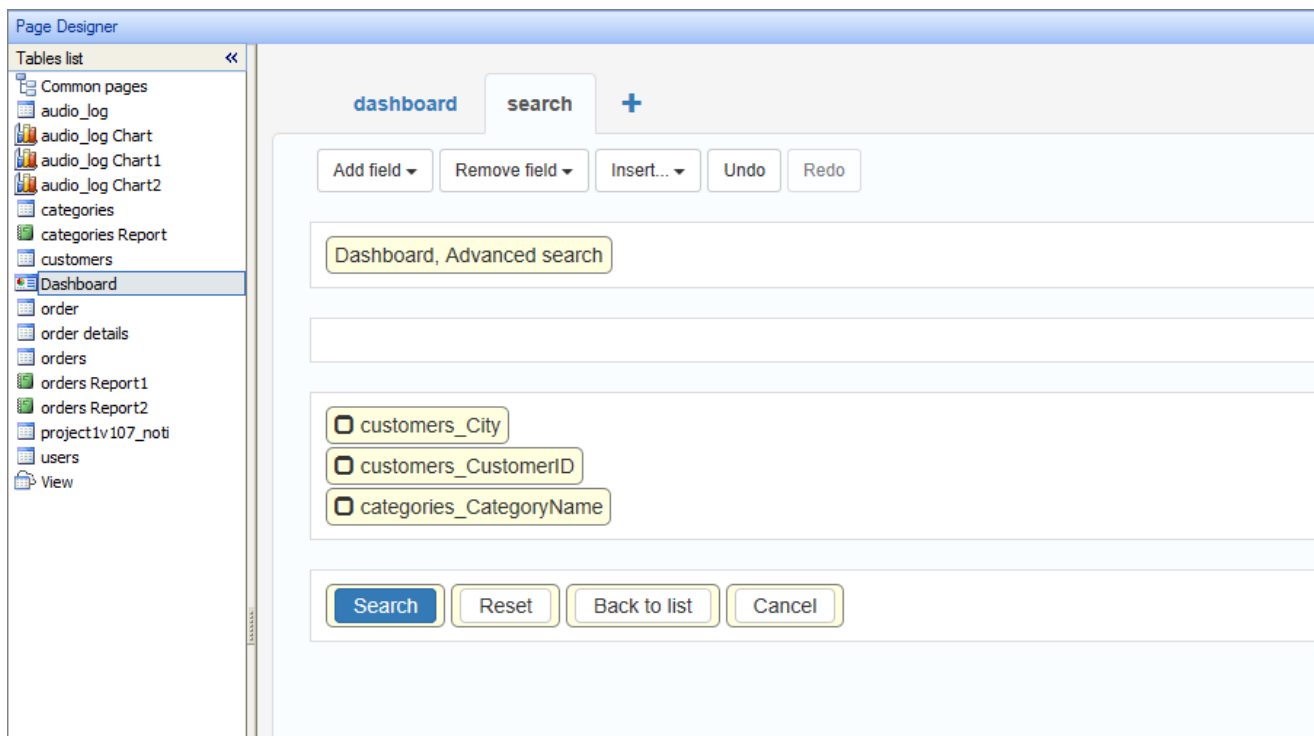 Page Designer
Tables list «
Common pages
audio_log
audio_log Chart
audio_log Chart1
audio_log Chart2
categories
categories Report
customers
Dashboard
order
order details
orders
orders Report1
orders Report2
project1v107_noti
users
View
dashboard search +
Add field Remove field Insert... Undo Redo
Dashboard, Advanced search
customers_City
customers_CustomerID
categories_CategoryName
Search Reset Back to list Cancel